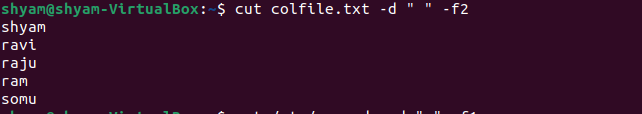 shyam@shyam-VirtualBox:~$ cut colfile.txt -d " " -f2
shyam
ravi
raju
ram
somu